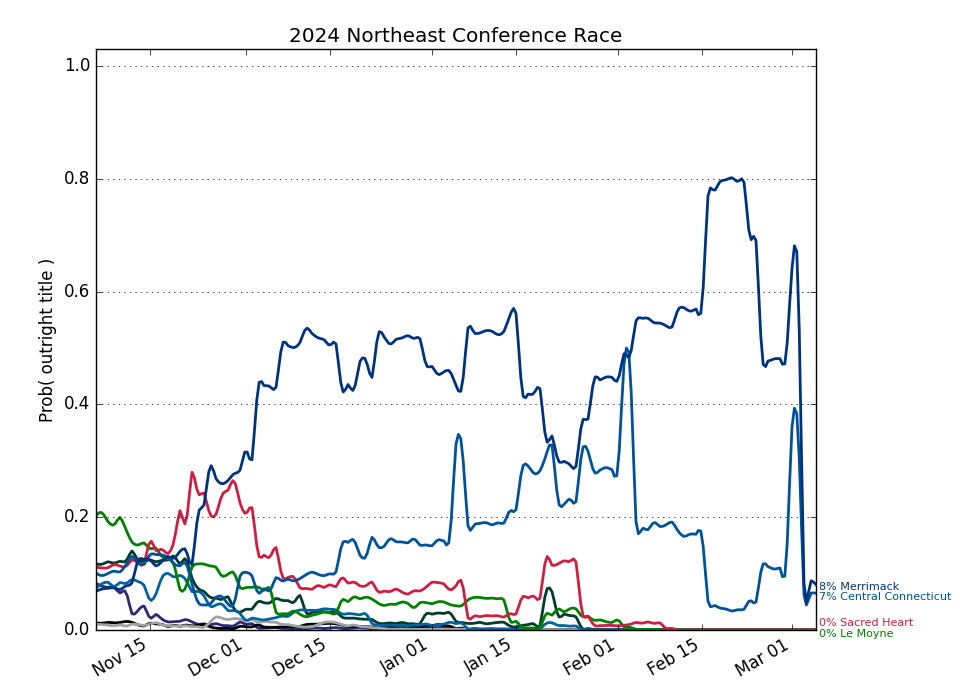 2024 Northeast Conference Race
Prob( outright title )
1.0
0.8
0.6
0.4
0.2
0.0
Nov 15
Dec 01
Dec 15
Jan 01
Jan 15
Feb 01
Feb 15
Mar 01
8% Merrimack
7% Central Connecticut
0% Sacred Heart
0% Le Moyne